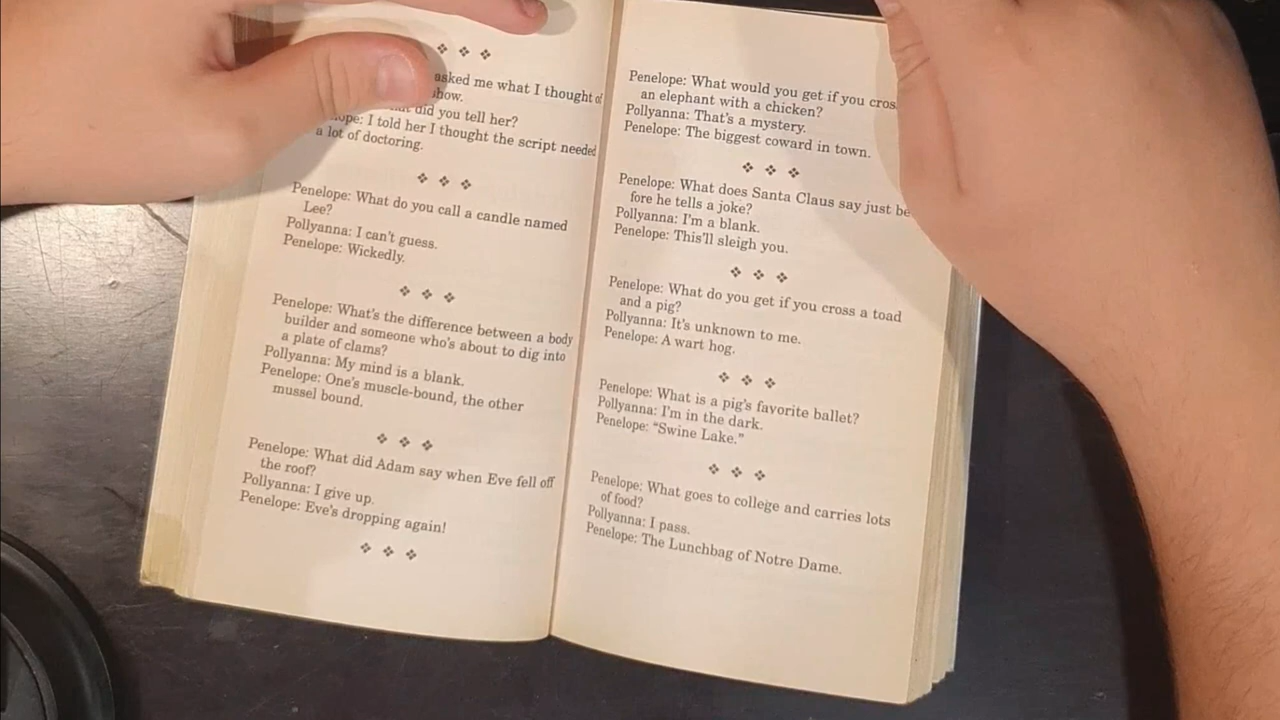 ❖ ❖ ❖
asked me what I thought of
did you tell her?
I told her I thought the script needed
a lot of doctoring.
❖ ❖ ❖
Penelope: What do you call a candle named
Lee?
Pollyanna: I can't guess.
Penelope: Wickedly.
❖ ❖ ❖
Penelope: What's the difference between a body
builder and someone who's about to dig into
a plate of clams?
Pollyanna: My mind is a blank.
Penelope: One's muscle-bound, the other
mussel bound.
❖ ❖ ❖
Penelope: What did Adam say when Eve fell off
the roof?
Pollyanna: I give up.
Penelope: Eve's dropping again!
❖ ❖ ❖
Penelope: What would you get if you cros
an elephant with a chicken?
Pollyanna: That's a mystery.
Penelope: The biggest coward in town.
❖ ❖ ❖
Penelope: What does Santa Claus say just be
fore he tells a joke?
Pollyanna: I'm a blank.
Penelope: This'll sleigh you.
❖ ❖ ❖
Penelope: What do you get if you cross a toad
and a pig?
Pollyanna: It's unknown to me.
Penelope: A wart hog.
❖ ❖ ❖
Penelope: What is a pig's favorite ballet?
Pollyanna: I'm in the dark.
Penelope: "Swine Lake."
❖ ❖ ❖
Penelope: What goes to college and carries lots
of food?
Pollyanna: I pass.
Penelope: The Lunchbag of Notre Dame.